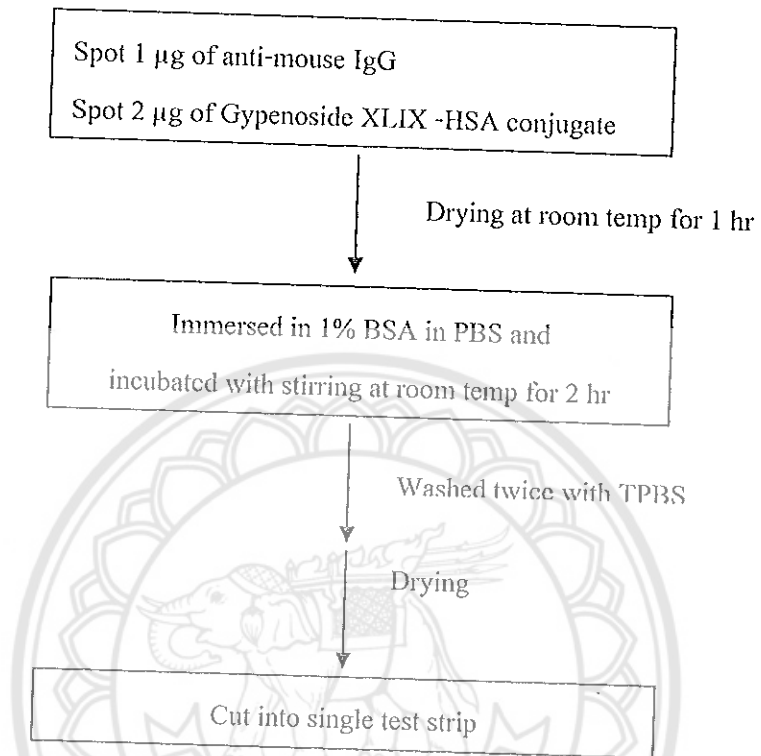 Spot 1 µg of anti-mouse IgG
Spot 2 µg of Gypenoside XLIX -HSA conjugate
Drying at room temp for 1 hr
Immersed in 1% BSA in PBS and
incubated with stirring at room temp for 2 hr
Washed twice with TPBS
Drying
Cut into single test strip